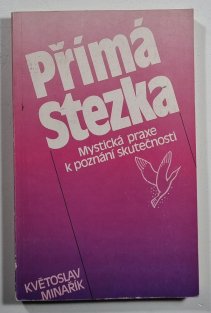 Přímá
Stezka
Mystická praxe
k poznání skutečnosti
KVĚTOSLAV
MINAŘÍK